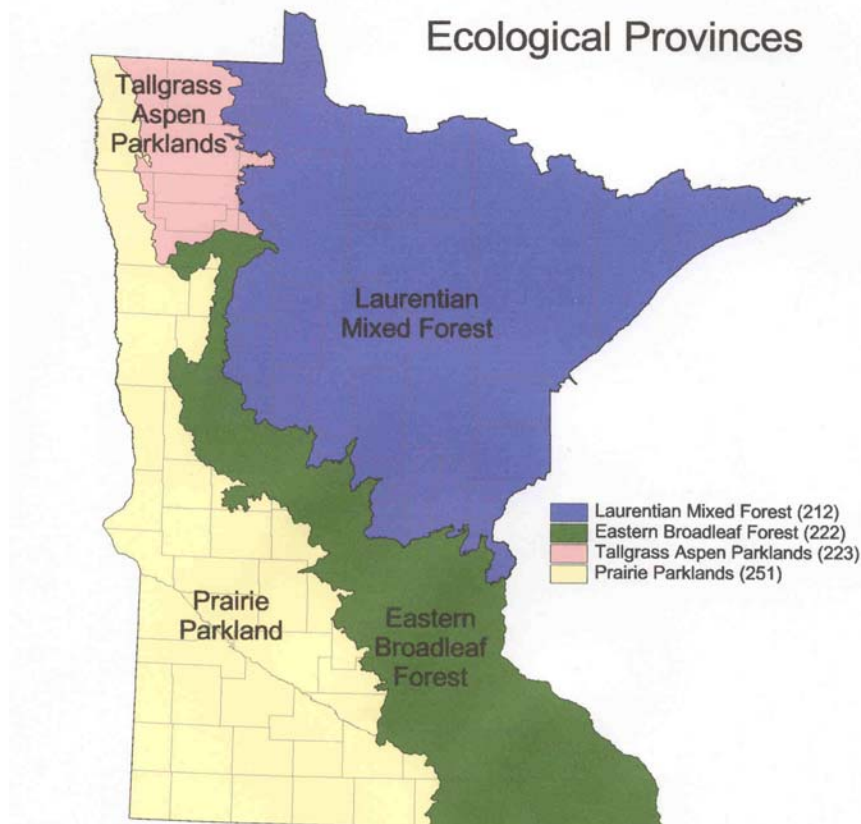 Ecological Provinces
Tallgrass
Aspen
Parklands
Laurentian
Mixed Forest
Laurentian Mixed Forest (212)
Eastern Broadleaf Forest (222)
Tallgrass Aspen Parklands (223)
Prairie Parklands (251)
Prairie
Parkland
Eastern
Broadleaf
Forest